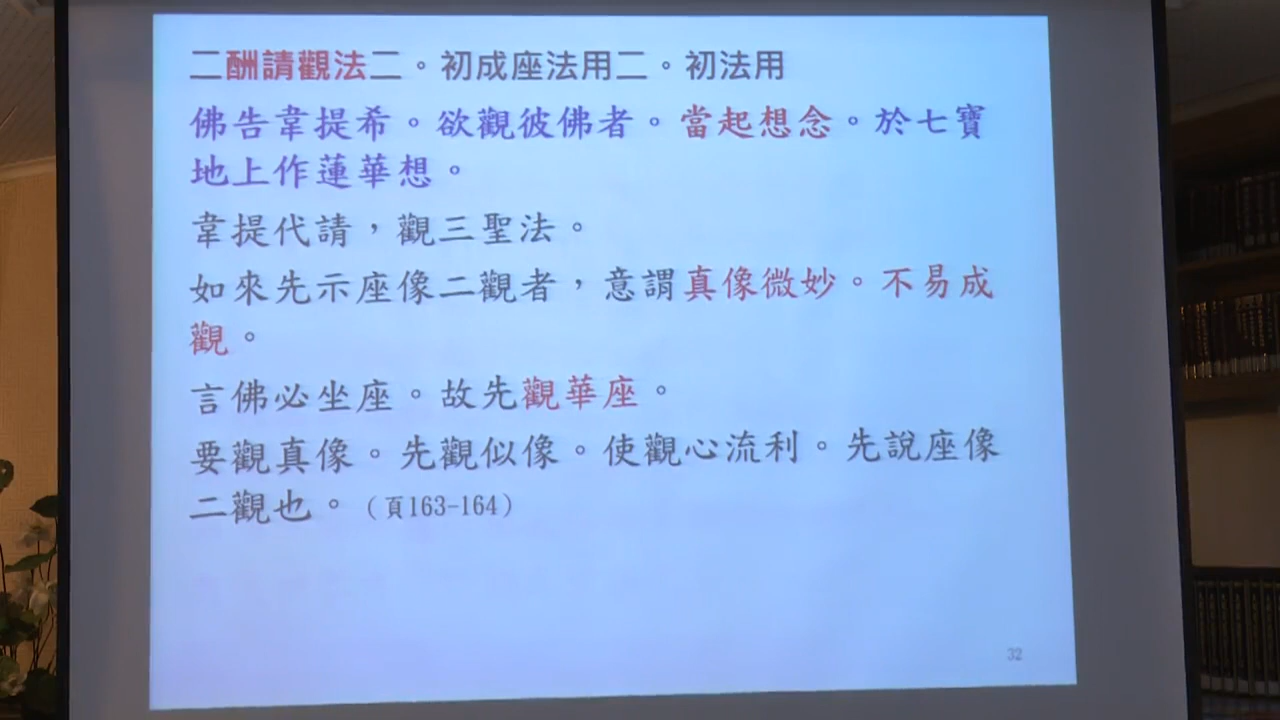 二酬請觀法二。初成座法用二。初法用
佛告韋提希。欲觀彼佛者。當起想念。於七寶
地上作蓮華想。
韋提代請，觀三聖法。
如來先示座像二觀者，意謂真像微妙。不易成
觀。
言佛必坐座。故先觀華座。
要觀真像。先觀似像。使觀心流利。先說座像
二觀也。（頁163-164）
32